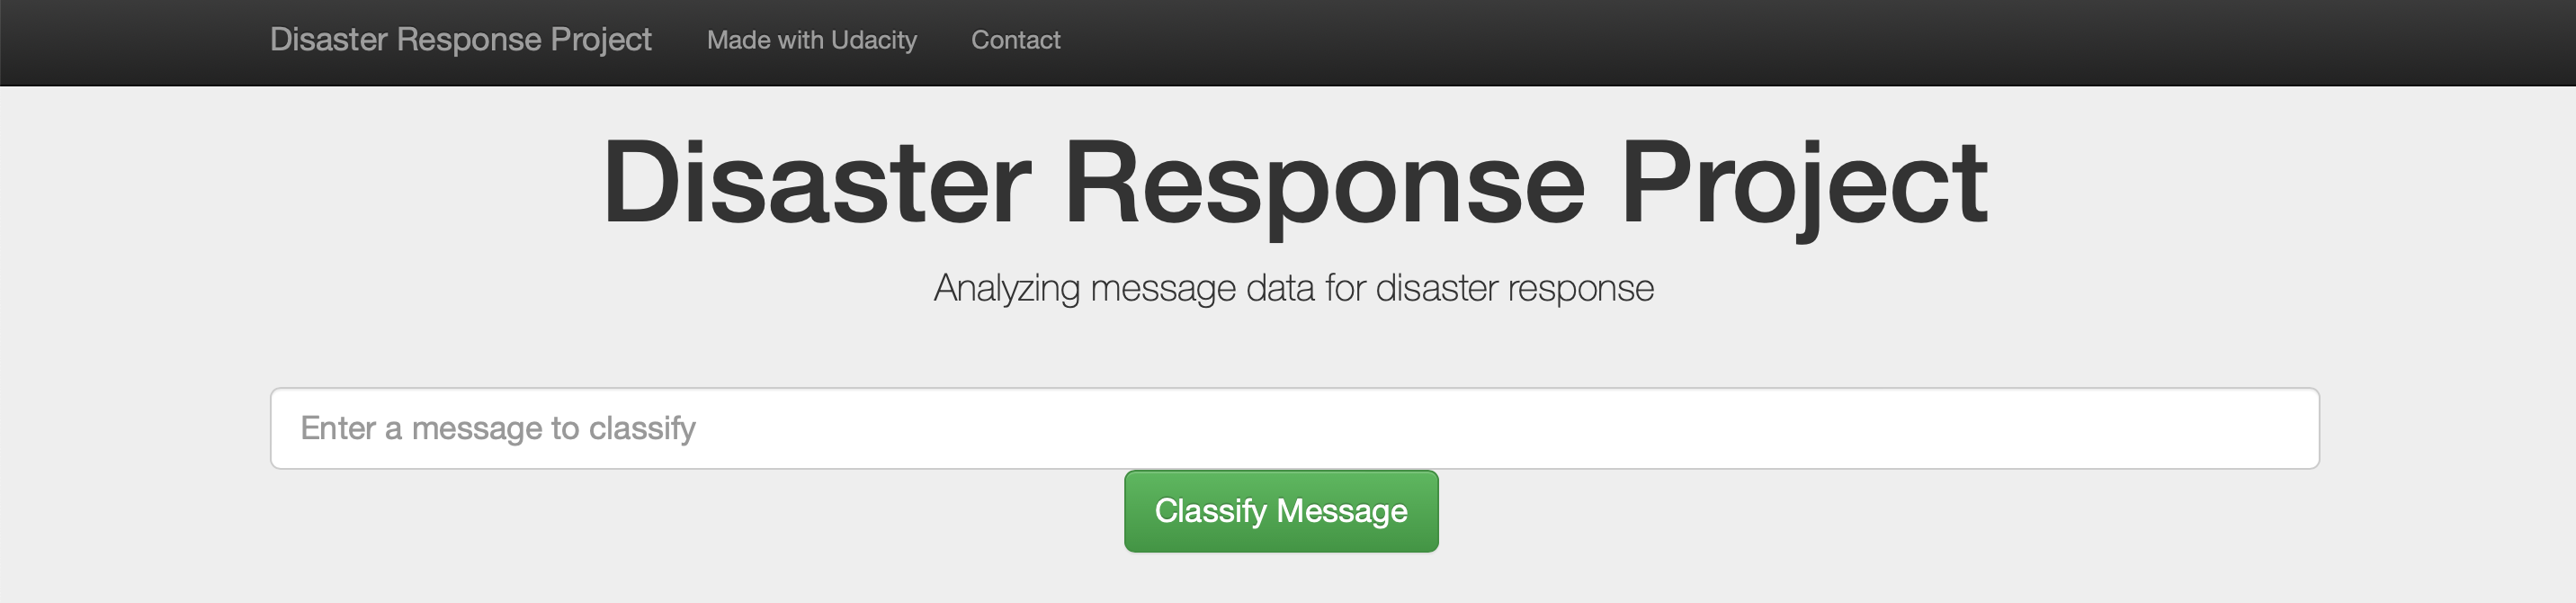 Disaster Response Project Made with Udacity Contact
Disaster Response Project
Analyzing message data for disaster response
Enter a message to classify
Classify Message